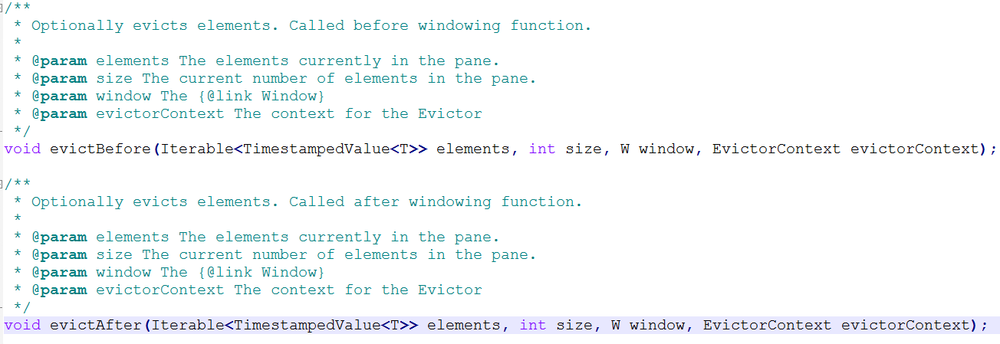 /**
 * Optionally evicts elements. Called before windowing function.
 *
 * @param elements The elements currently in the pane.
 * @param size The current number of elements in the pane.
 * @param window The {@link Window}
 * @param evictorContext The context for the Evictor
 */
void evictBefore(Iterable<TimestampedValue<T>> elements, int size, W window, EvictorContext evictorContext);

/**
 * Optionally evicts elements. Called after windowing function.
 *
 * @param elements The elements currently in the pane.
 * @param size The current number of elements in the pane.
 * @param window The {@link Window}
 * @param evictorContext The context for the Evictor
 */
void evictAfter(Iterable<TimestampedValue<T>> elements, int size, W window, EvictorContext evictorContext);